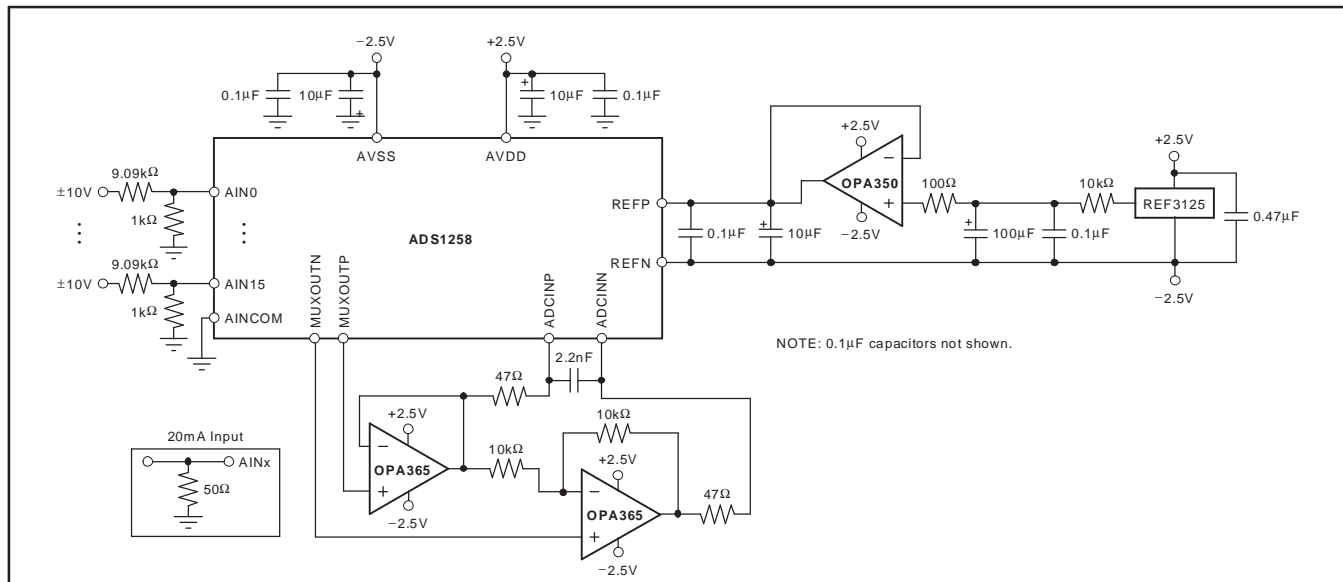 −2.5V
+2.5V
0.1µF
10µF
+
+
10µF
0.1µF
AVSS
AVDD
9.09kΩ
±10V
AIN0
1kΩ
⋮
⋮
ADS1258
9.09kΩ
±10V
AIN15
1kΩ
AINCOM
MUXOUTN
MUXOUTP
ADCINP
ADCINN
REFP
REFN
0.1µF
+
10µF
+2.5V
−
OPA350
+
−2.5V
100Ω
+
100µF
0.1µF
10kΩ
+2.5V
REF3125
0.47µF
−2.5V
NOTE: 0.1µF capacitors not shown.
2.2nF
47Ω
+2.5V
−
OPA365
+
−2.5V
10kΩ
10kΩ
+2.5V
−
OPA365
+
−2.5V
47Ω
20mA Input
AINx
50Ω